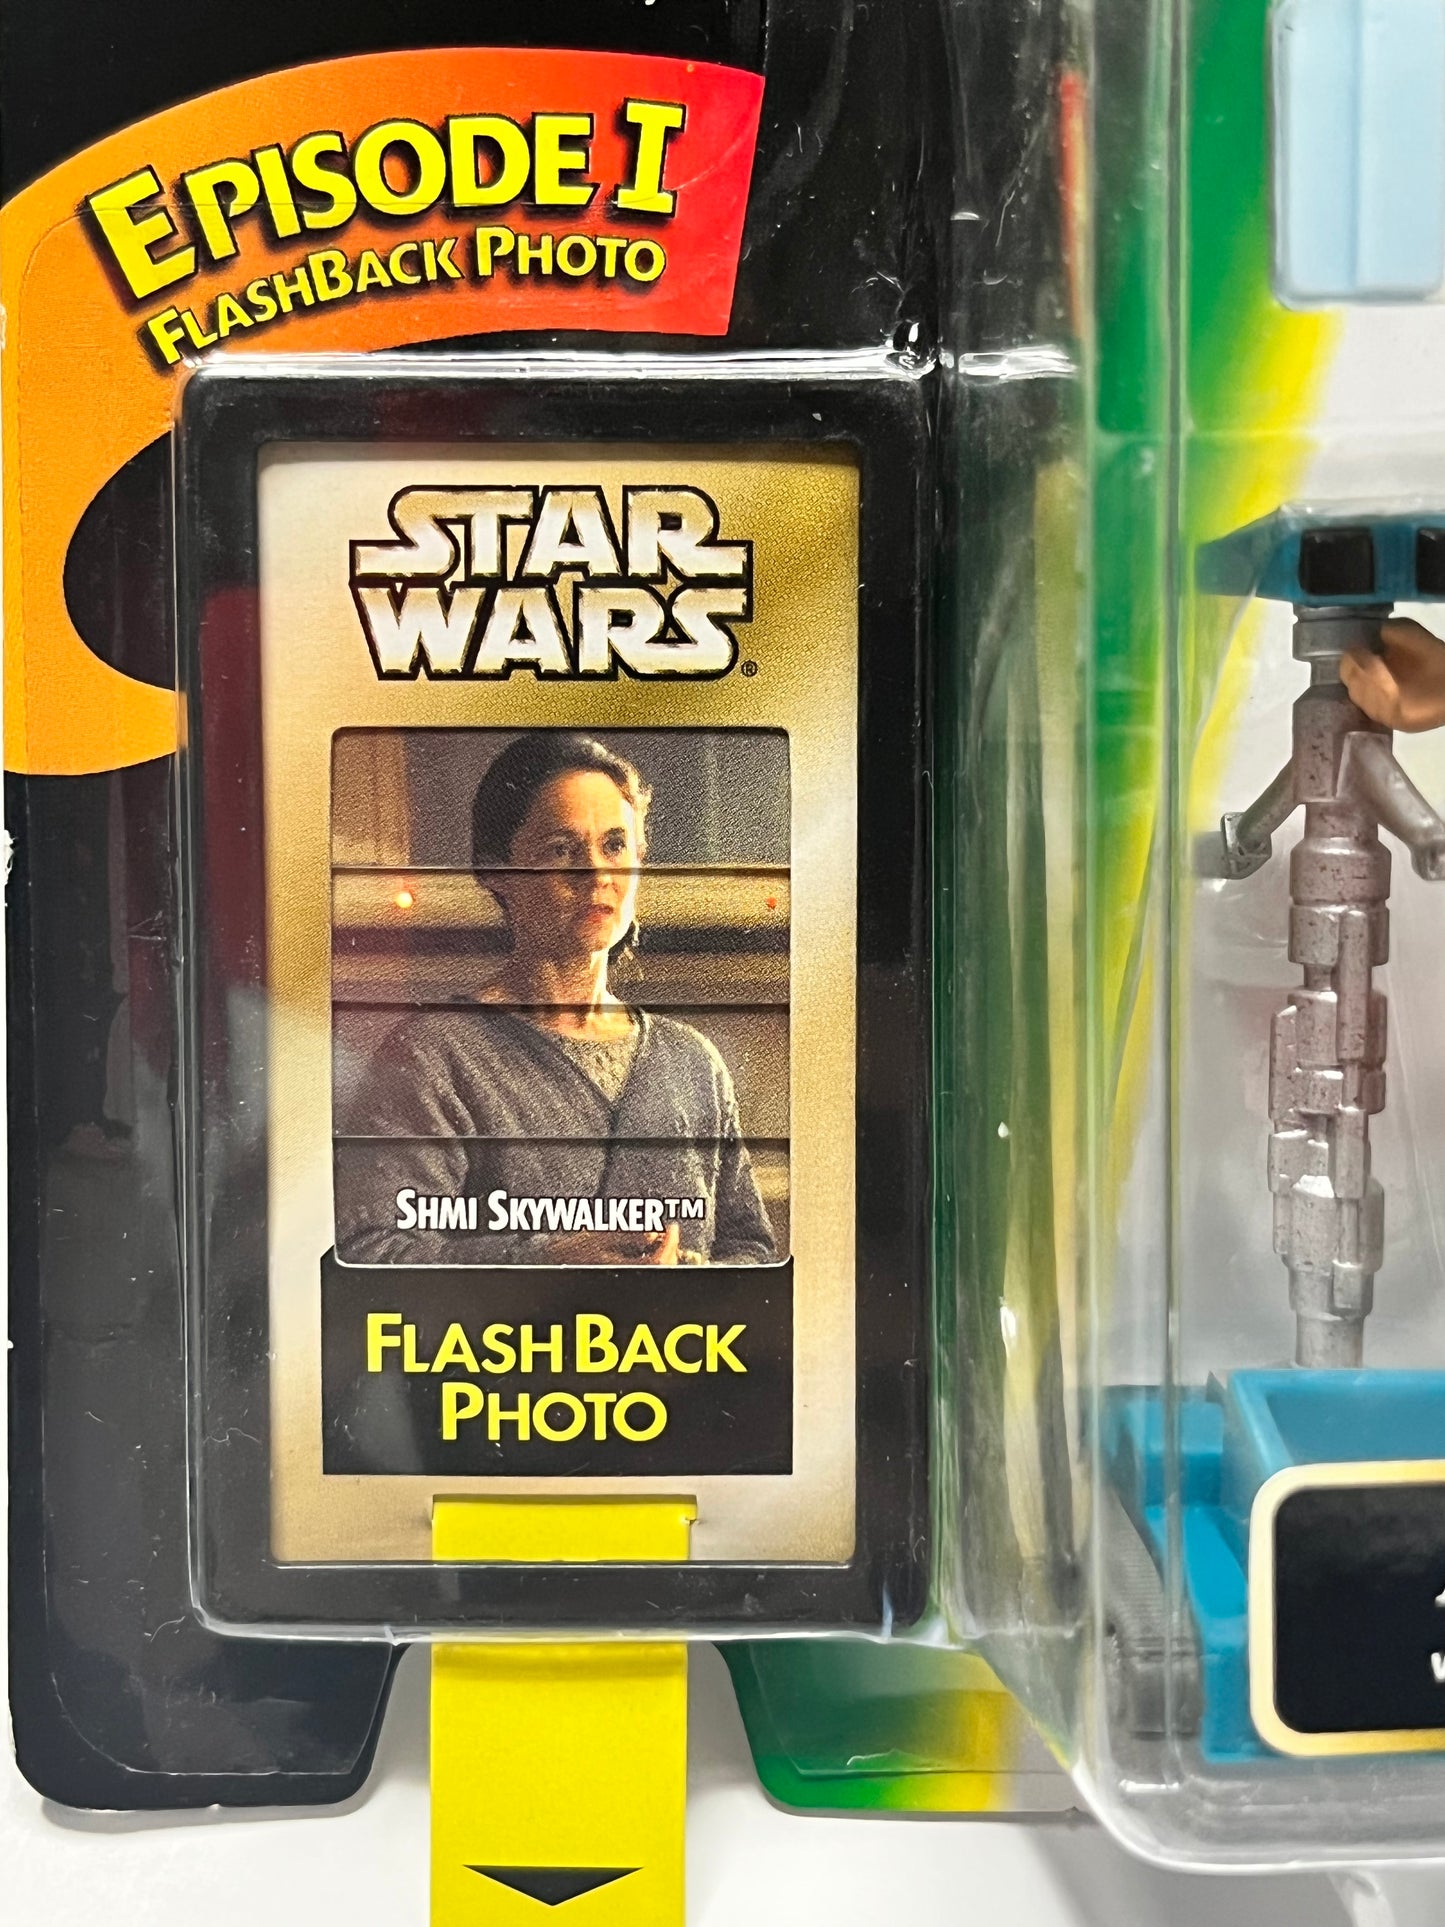 EPISODE I
FLASHBACK PHOTO
STAR
WARS®
SHMI SKYWALKER™
FLASHBACK
PHOTO